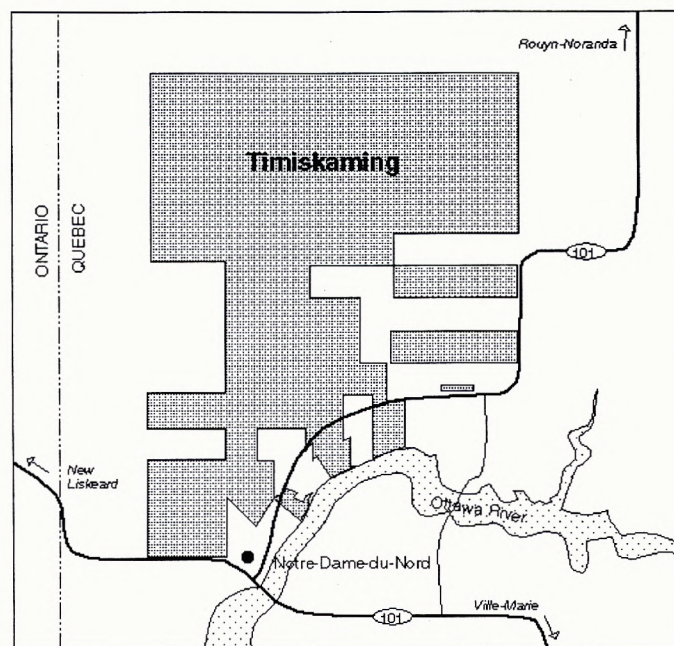 Rouyn-Noranda
Timiskaming
ONTARIO
QUEBEC
101
New
Liskeard
Ottawa River
Notre-Dame-du-Nord
Ville-Marie
101